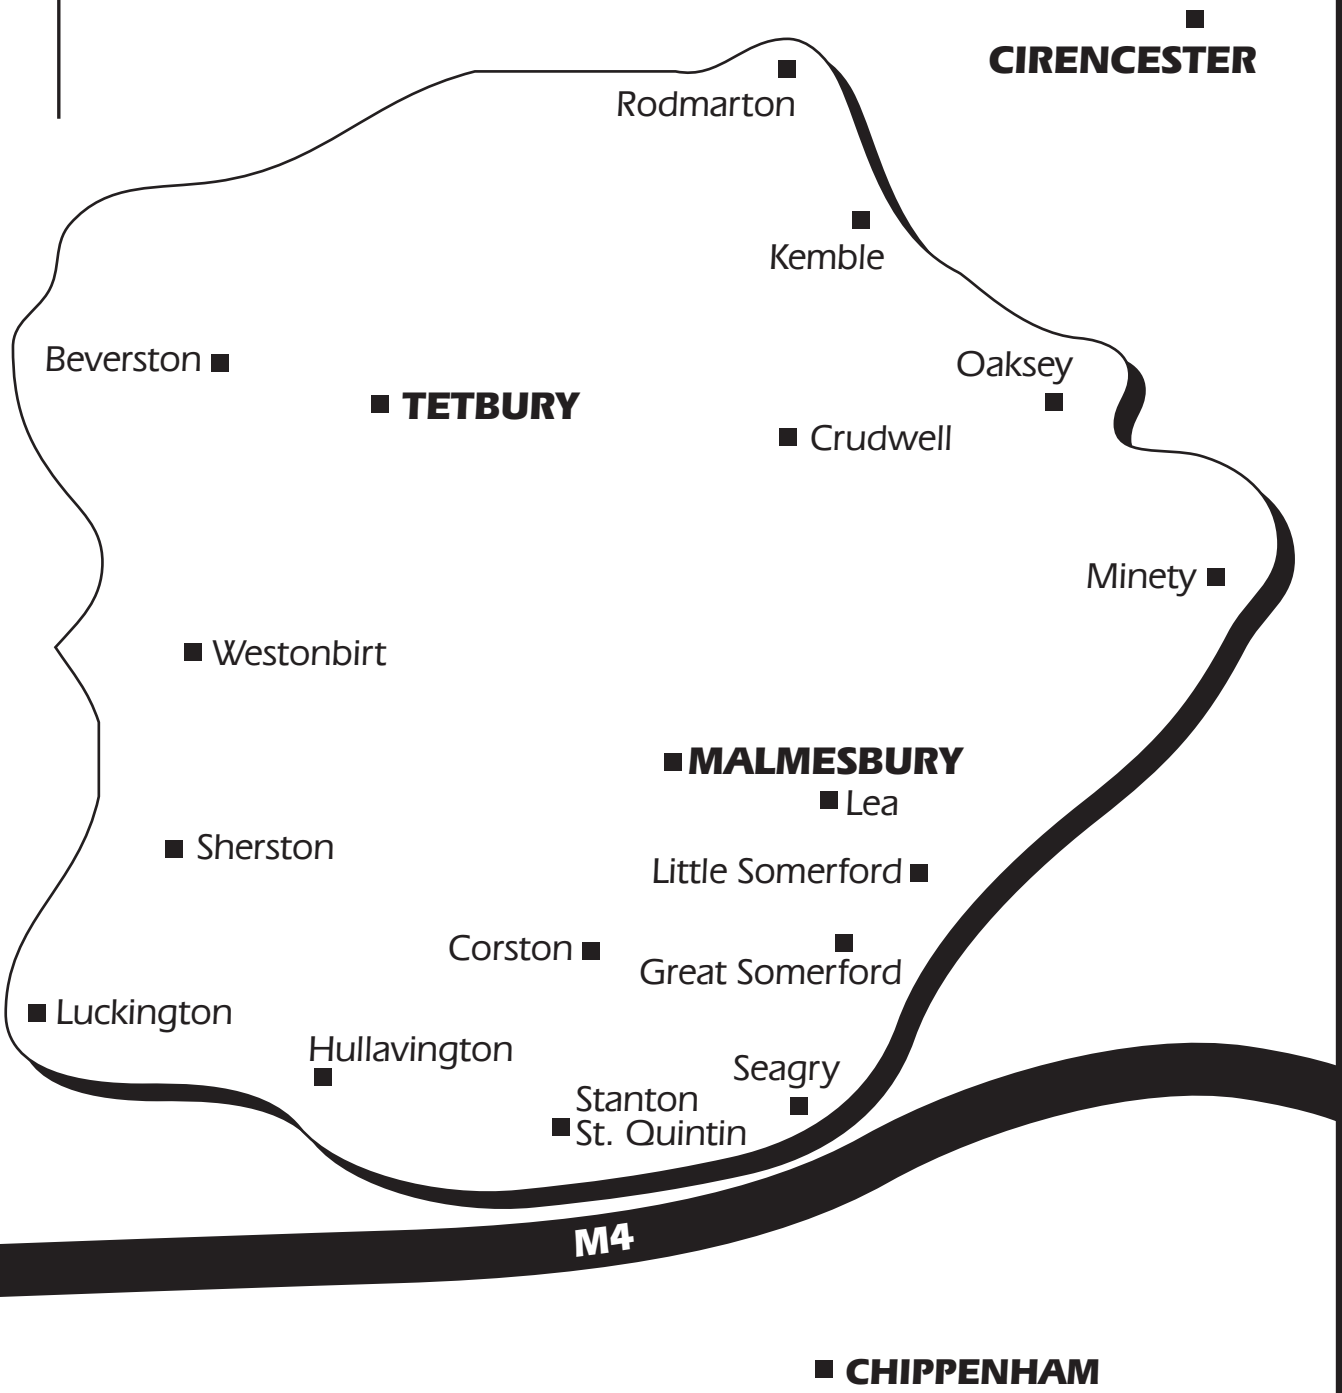 CIRENCESTER
Rodmarton
Kemble
Beverston
Oaksey
TETBURY
Crudwell
Minety
Westonbirt
MALMESBURY
Lea
Sherston
Little Somerford
Corston
Great Somerford
Luckington
Hullavington
Seagry
Stanton
St. Quintin
M4
CHIPPENHAM